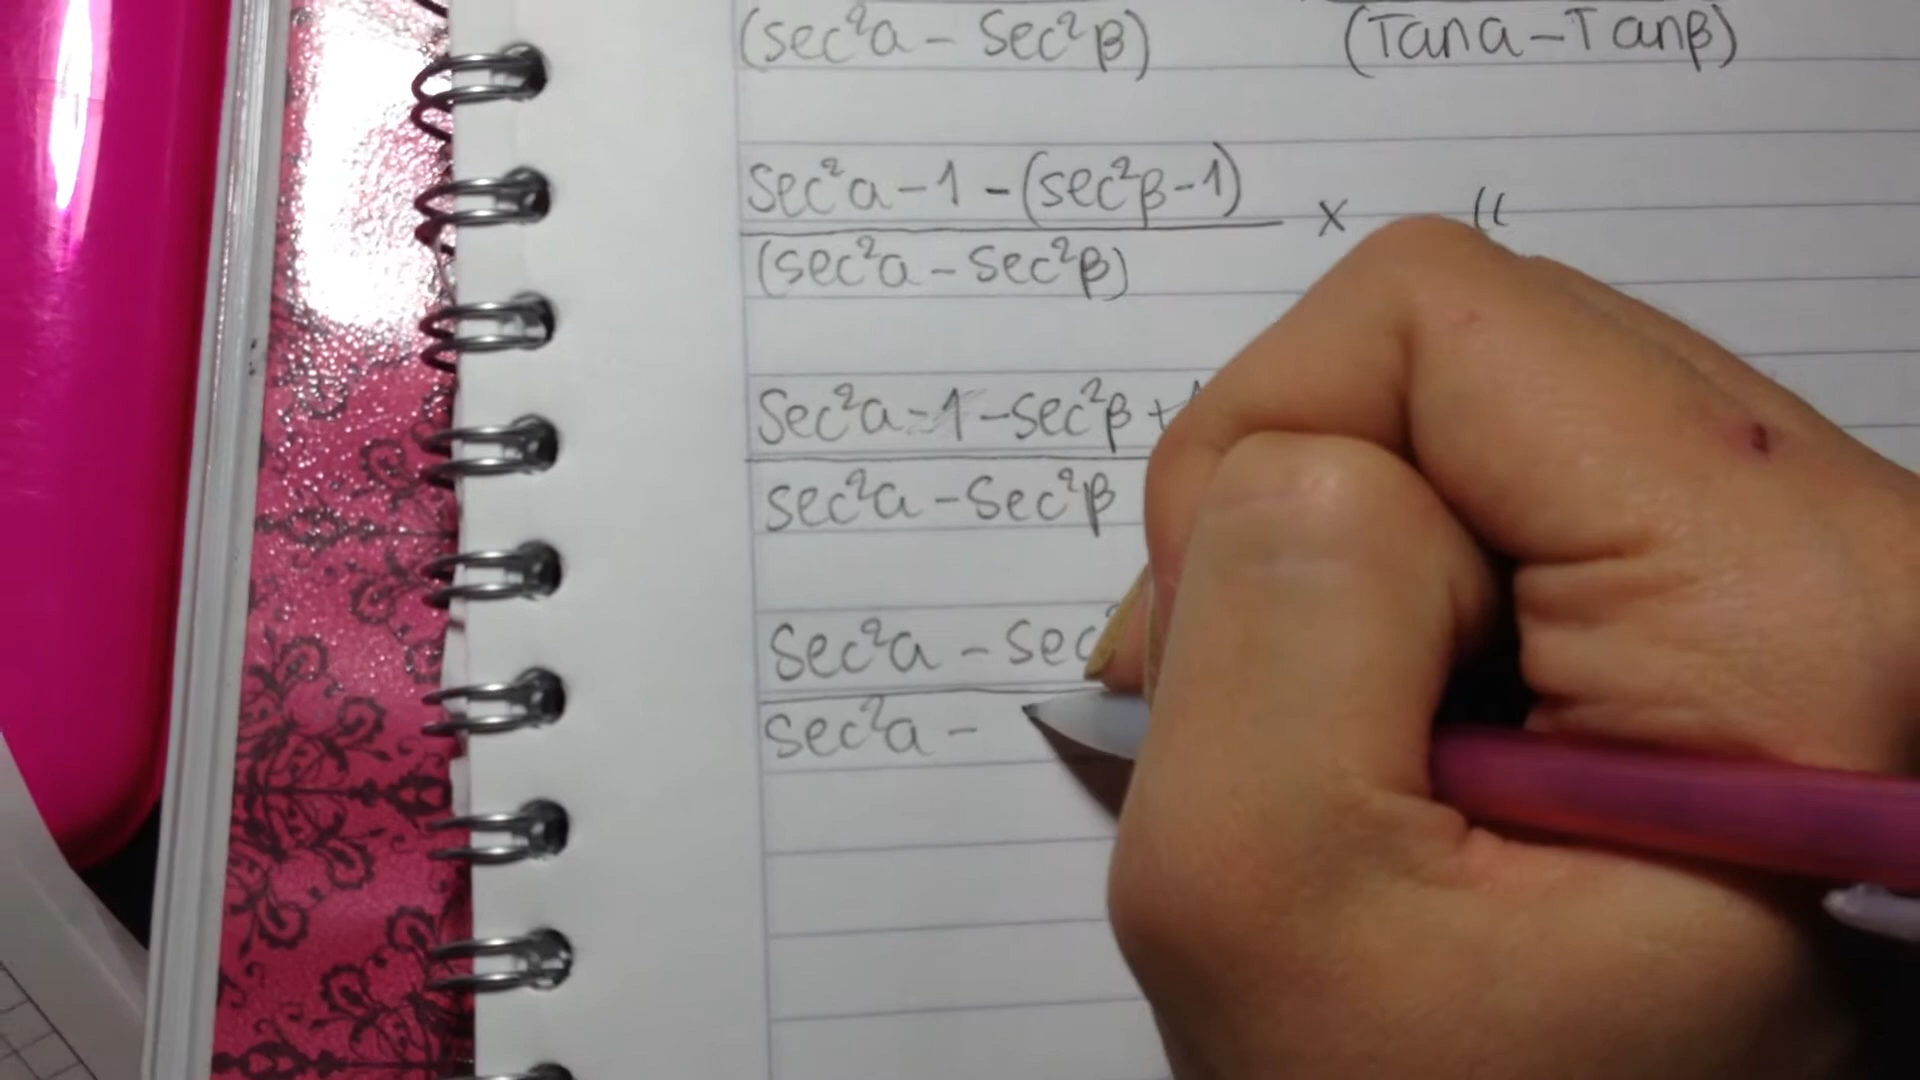 (sec²a - Sec²β) (Tana - Tanβ)
sec²a - 1 - (sec²β - 1) x "
(sec²a - Sec²β)
Sec²a - 1 - sec²β +
sec²a - Sec²β
Sec²a - sec
sec²a -